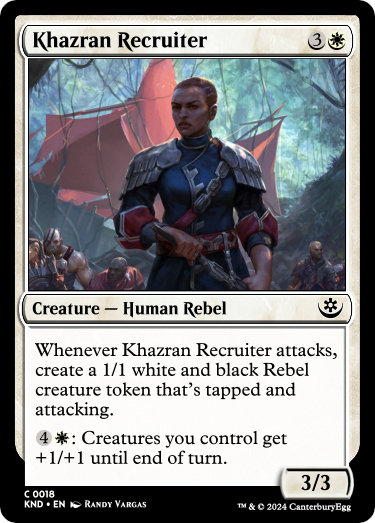 Khazran Recruiter 3
Creature — Human Rebel
Whenever Khazran Recruiter attacks,
create a 1/1 white and black Rebel
creature token that's tapped and
attacking.
4 : Creatures you control get
+1/+1 until end of turn.
3/3
C 0018
KND • EN Randy Vargas
™ & © 2024 CanterburyEgg